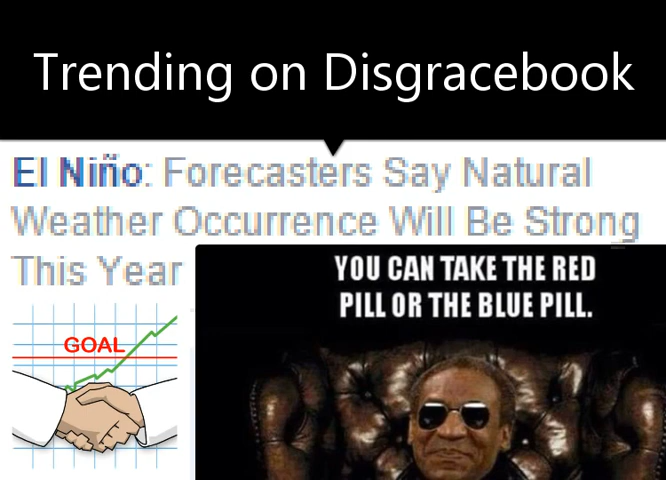 Trending on Disgracebook
El Niño: Forecasters Say Natural
Weather Occurrence Will Be Strong
This Year
YOU CAN TAKE THE RED
PILL OR THE BLUE PILL.
GOAL